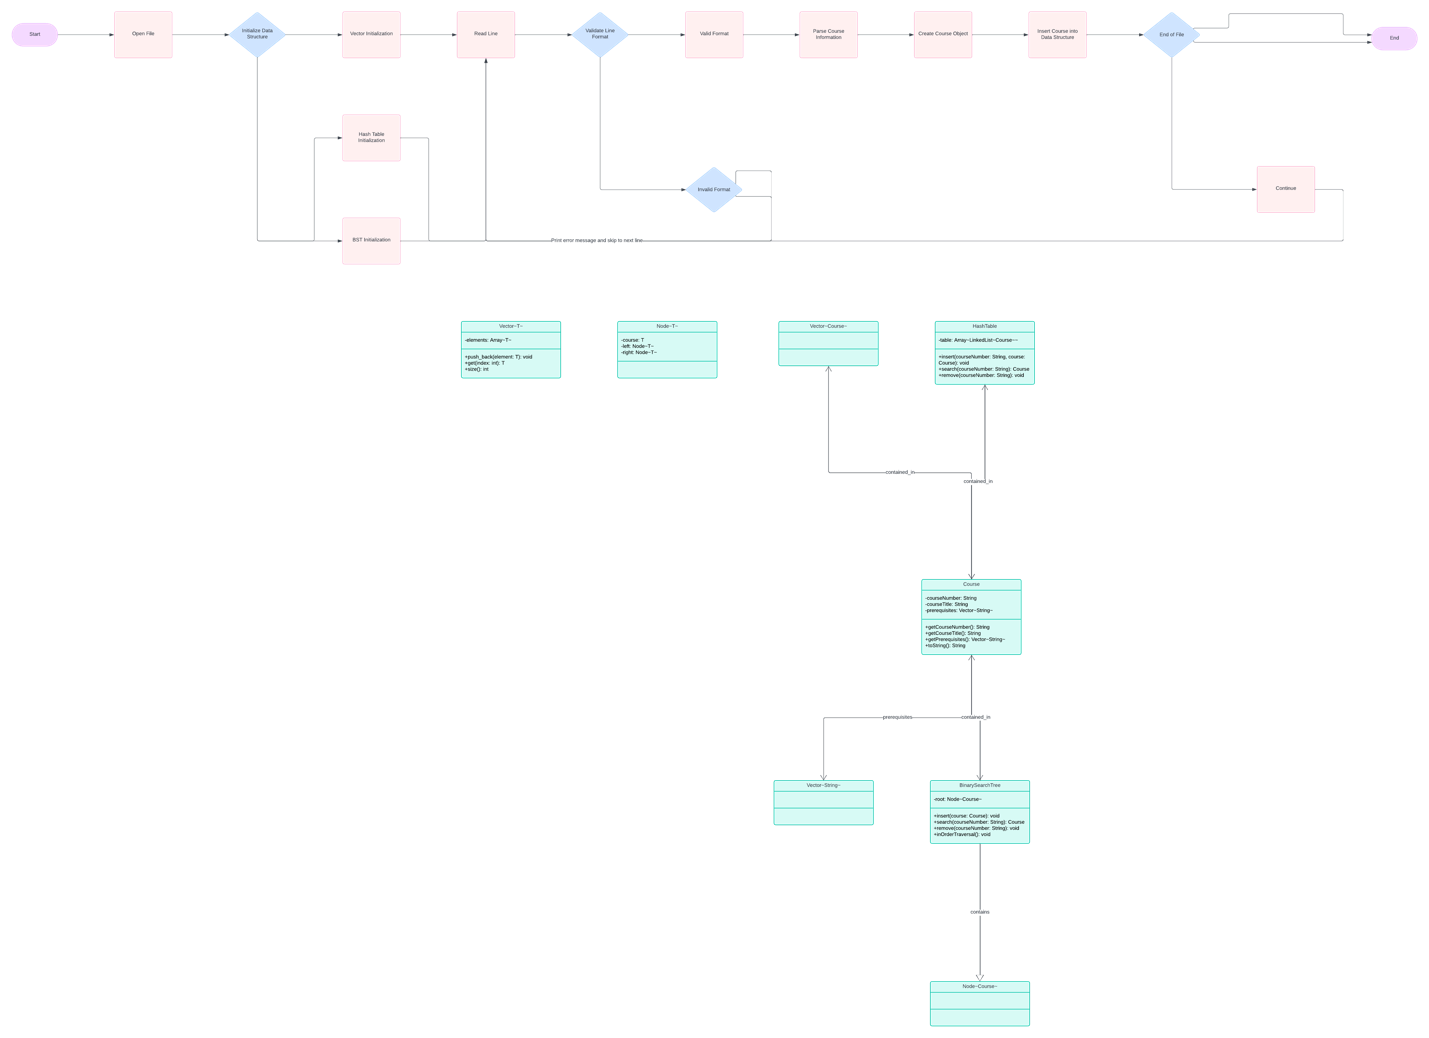 Start
Open File
Initialize Data
Structure
Vector Initialization
Read Line
Validate Line
Format
Valid Format
Parse Course
Information
Create Course Object
Insert Course into
Data Structure
End of File
End
Hash Table
Initialization
Invalid Format
Continue
BST Initialization
Print error message and skip to next line
Vector~T~
-elements: Array~T~
+push_back(element: T): void
+get(index: int): T
+size(): int
Node~T~
-course: T
-left: Node~T~
-right: Node~T~
Vector~Course~
HashTable
-table: Array~LinkedList~Course~~
+insert(courseNumber: String, course:
Course): void
+search(courseNumber: String): Course
+remove(courseNumber: String): void
contained_in
contained_in
Course
-courseNumber: String
-courseTitle: String
-prerequisites: Vector~String~
+getCourseNumber(): String
+getCourseTitle(): String
+getPrerequisites(): Vector~String~
+toString(): String
prerequisites
contained_in
Vector~String~
BinarySearchTree
-root: Node~Course~
+insert(course: Course): void
+search(courseNumber: String): Course
+remove(courseNumber: String): void
+inOrderTraversal(): void
contains
Node~Course~